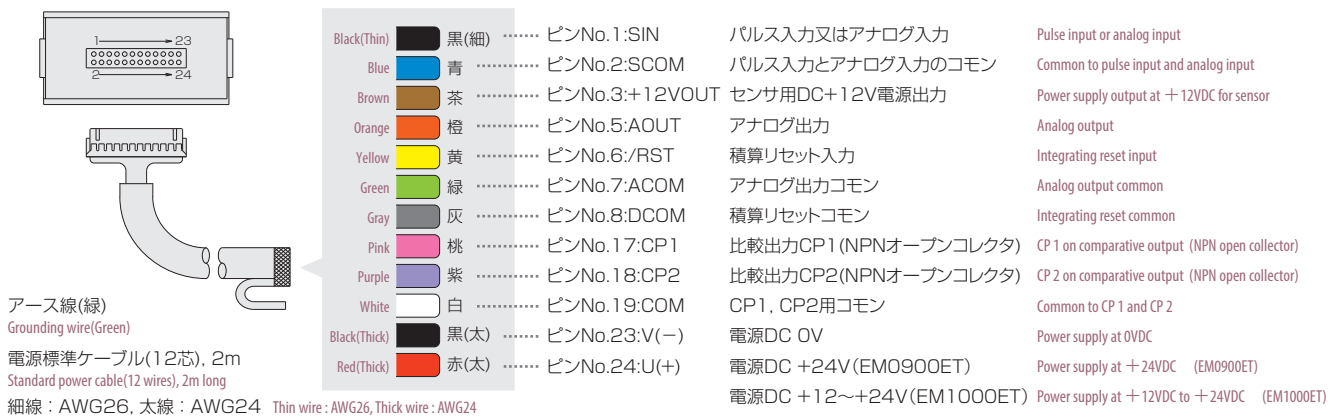 1 23
2 24
Black(Thin) 黒(細) ……… ピンNo.1:SIN パルス入力又はアナログ入力 Pulse input or analog input
Blue 青 ……… ピンNo.2:SCOM パルス入力とアナログ入力のコモン Common to pulse input and analog input
Brown 茶 ……… ピンNo.3:+12VOUT センサ用DC+12V電源出力 Power supply output at +12VDC for sensor
Orange 橙 ……… ピンNo.5:AOUT アナログ出力 Analog output
Yellow 黄 ……… ピンNo.6:/RST 積算リセット入力 Integrating reset input
Green 緑 ……… ピンNo.7:ACOM アナログ出力コモン Analog output common
Gray 灰 ……… ピンNo.8:DCOM 積算リセットコモン Integrating reset common
Pink 桃 ……… ピンNo.17:CP1 比較出力CP1(NPNオープンコレクタ) CP 1 on comparative output (NPN open collector)
Purple 紫 ……… ピンNo.18:CP2 比較出力CP2(NPNオープンコレクタ) CP 2 on comparative output (NPN open collector)
White 白 ……… ピンNo.19:COM CP1, CP2用コモン Common to CP 1 and CP 2
Black(Thick) 黒(太) ……… ピンNo.23:V(−) 電源DC 0V Power supply at 0VDC
Red(Thick) 赤(太) ……… ピンNo.24:U(+) 電源DC +24V(EM0900ET) Power supply at +24VDC (EM0900ET)
電源DC +12〜+24V(EM1000ET) Power supply at +12VDC to +24VDC (EM1000ET)
アース線(緑)
Grounding wire(Green)
電源標準ケーブル(12芯), 2m
Standard power cable(12 wires), 2m long
細線:AWG26, 太線:AWG24 Thin wire : AWG26, Thick wire : AWG24